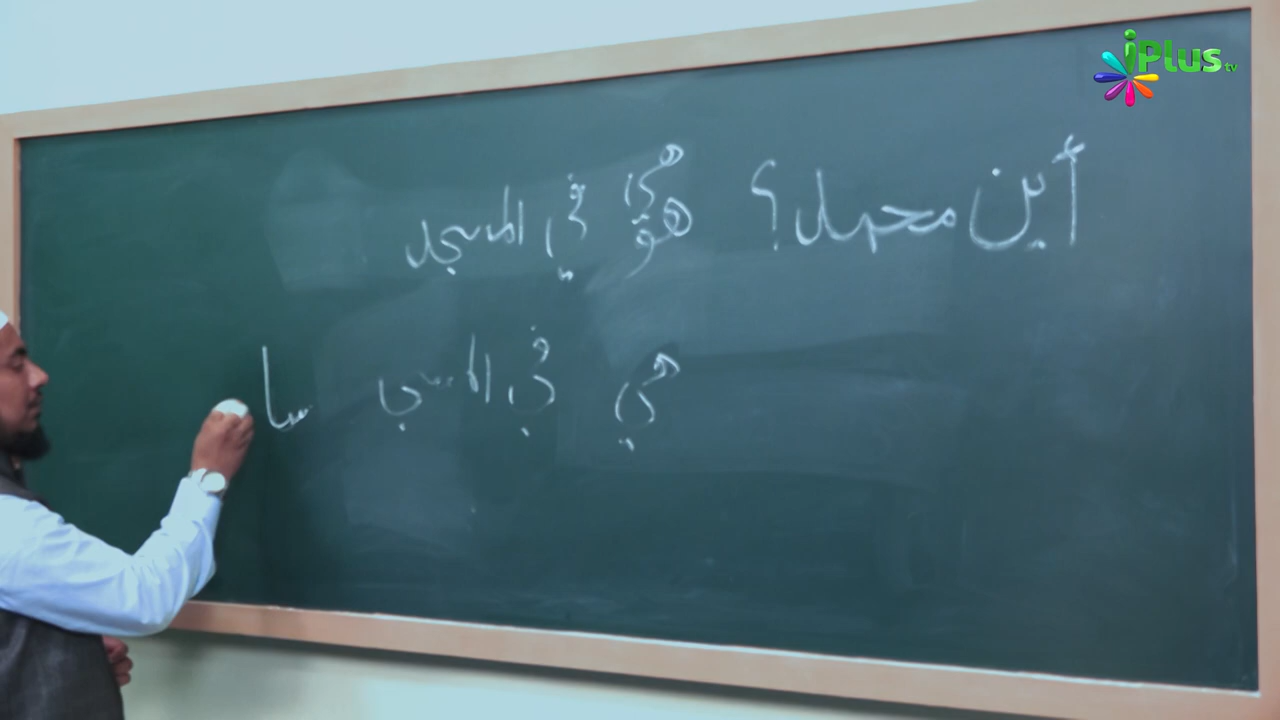 iPlus tv
أين محمد؟ هو في المسجد
هي
هي في